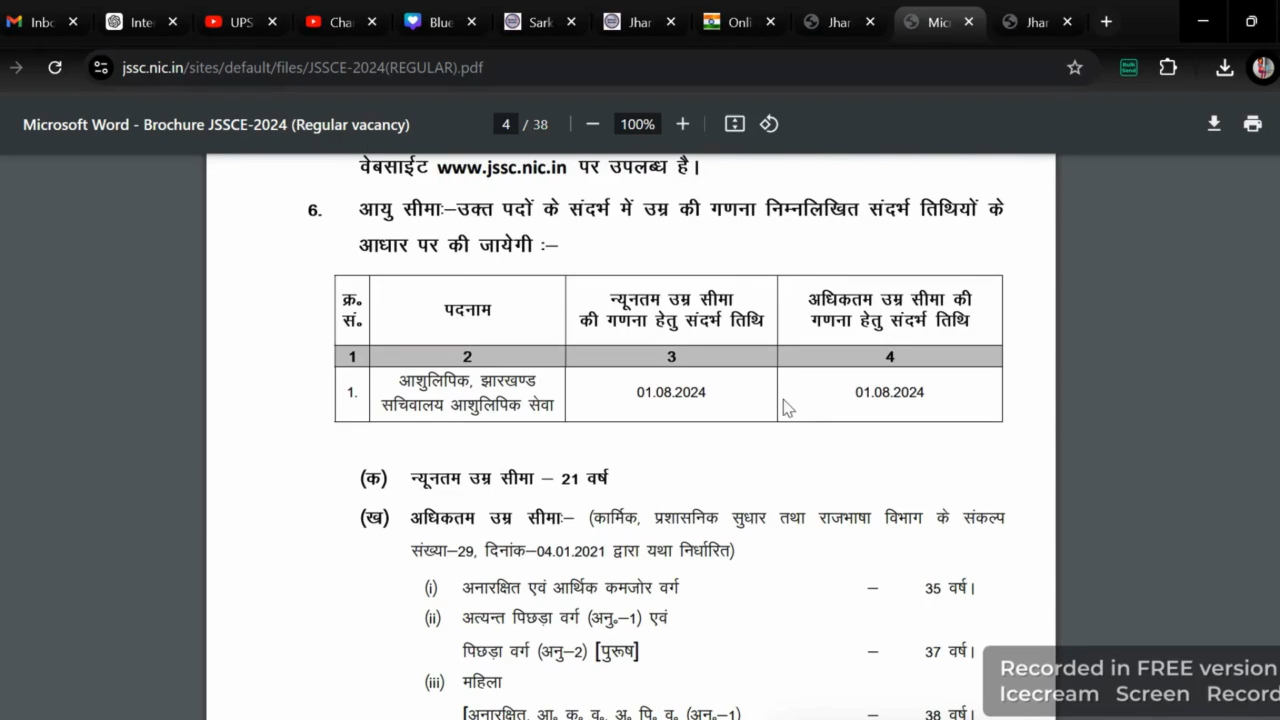 Inbo
Inte
UPS
Cha
Blue
Sark
Jhar
Onli
Jhar
Mic
Jhar
jssc.nic.in/sites/default/files/JSSCE-2024(REGULAR).pdf
Microsoft Word - Brochure JSSCE-2024 (Regular vacancy)
4 / 38
100%
वेबसाईट www.jssc.nic.in पर उपलब्ध है।
6. आयु सीमाः–उक्त पदों के संदर्भ में उम्र की गणना निम्नलिखित संदर्भ तिथियों के
आधार पर की जायेगी :–
क्र॰ सं॰
पदनाम
न्यूनतम उम्र सीमा
की गणना हेतु संदर्भ तिथि
अधिकतम उम्र सीमा की
गणना हेतु संदर्भ तिथि
1 2 3 4
1.
आशुलिपिक, झारखण्ड
सचिवालय आशुलिपिक सेवा
01.08.2024
01.08.2024
(क) न्यूनतम उम्र सीमा – 21 वर्ष
(ख) अधिकतम उम्र सीमाः– (कार्मिक, प्रशासनिक सुधार तथा राजभाषा विभाग के संकल्प
संख्या–29, दिनांक–04.01.2021 द्वारा यथा निर्धारित)
(i) अनारक्षित एवं आर्थिक कमजोर वर्ग – 35 वर्ष।
(ii) अत्यन्त पिछड़ा वर्ग (अनु॰–1) एवं
पिछड़ा वर्ग (अनु–2) [पुरूष] – 37 वर्ष।
(iii) महिला
[अनारक्षित, आ. क. व., अ. पि. व. (अनु.–1) – 38 वर्ष।
Recorded in FREE version
Icecream Screen Record